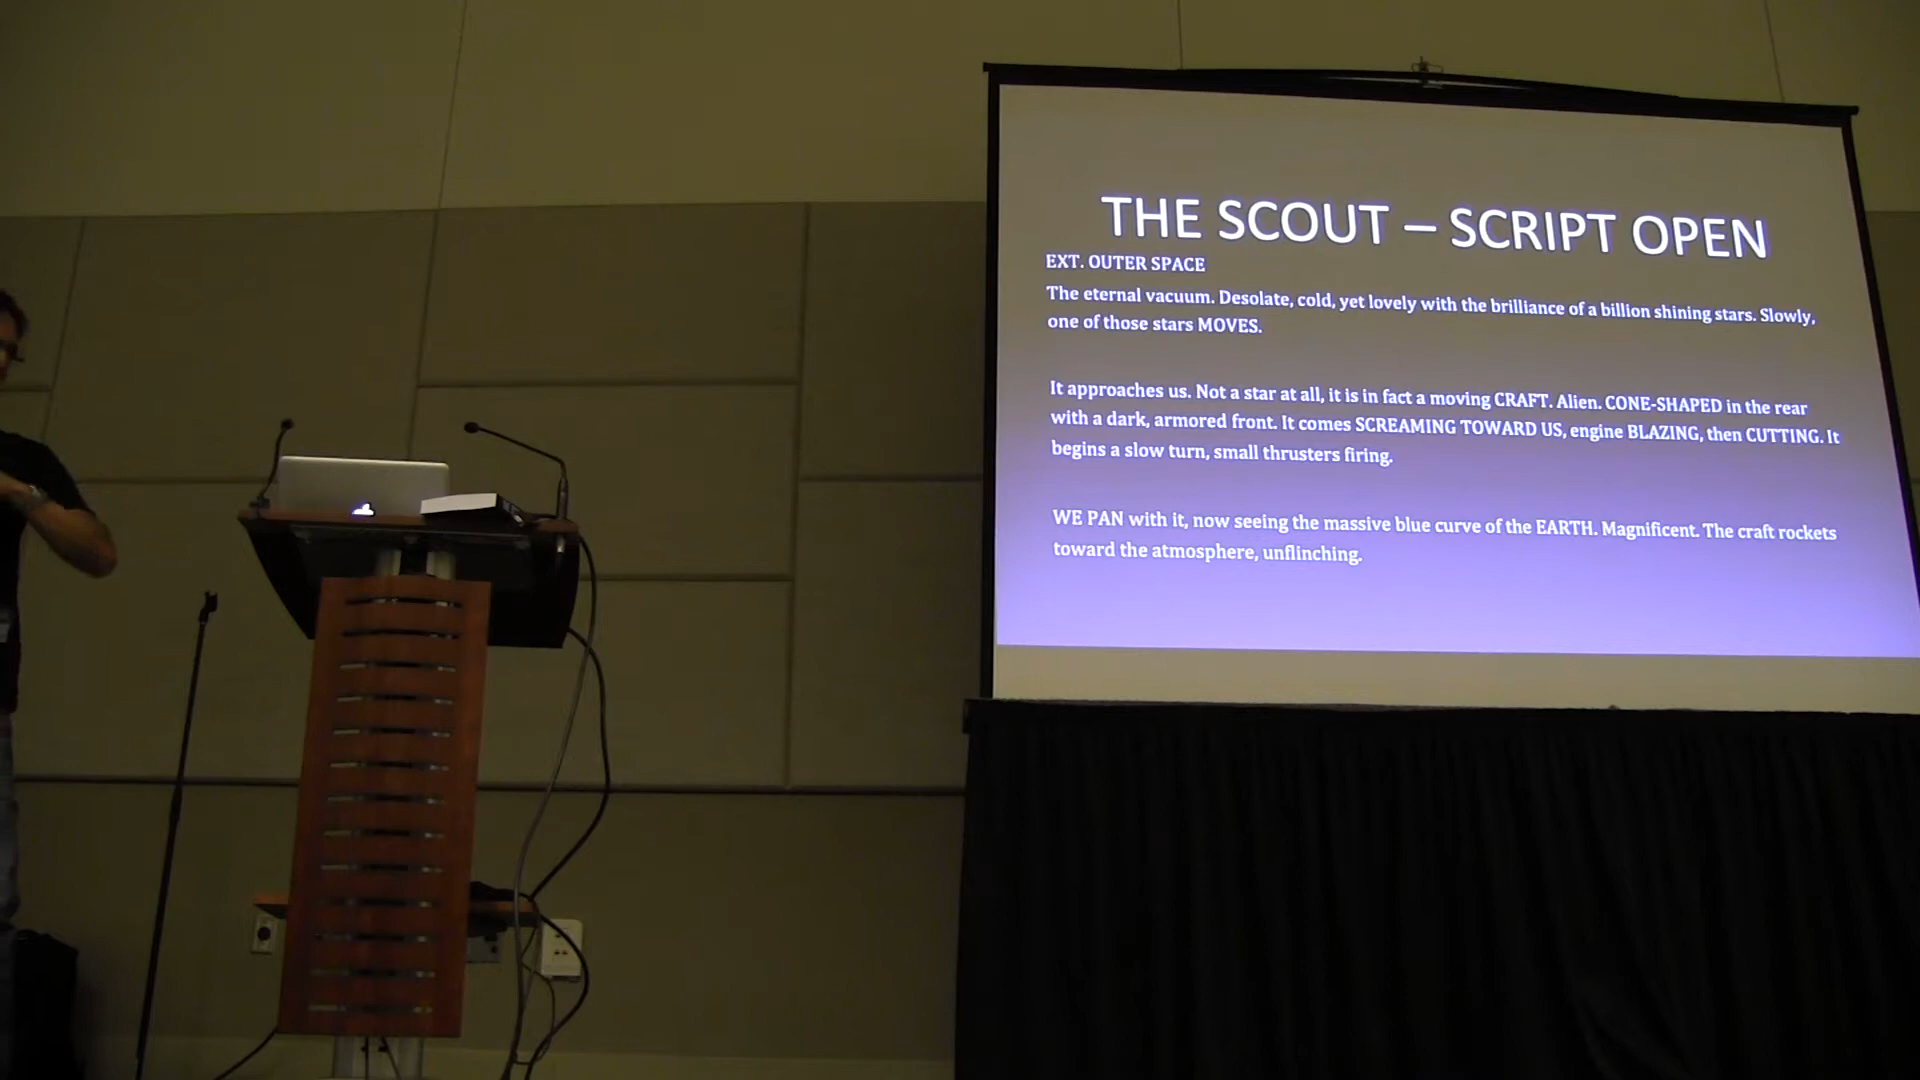 THE SCOUT – SCRIPT OPEN
EXT. OUTER SPACE
The eternal vacuum. Desolate, cold, yet lovely with the brilliance of a billion shining stars. Slowly,
one of those stars MOVES.
It approaches us. Not a star at all, it is in fact a moving CRAFT. Alien. CONE-SHAPED in the rear
with a dark, armored front. It comes SCREAMING TOWARD US, engine BLAZING, then CUTTING. It
begins a slow turn, small thrusters firing.
WE PAN with it, now seeing the massive blue curve of the EARTH. Magnificent. The craft rockets
toward the atmosphere, unflinching.